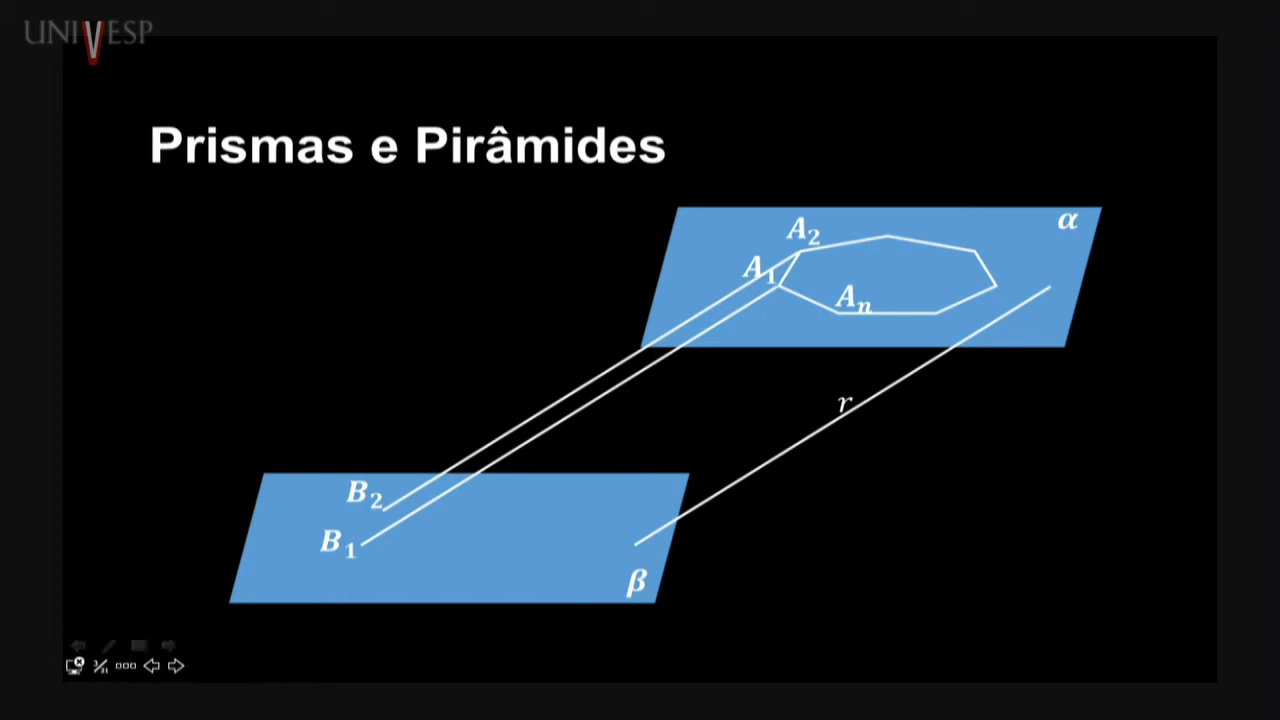 UNIVESP
Prismas e Pirâmides
α
A₂
A₁
Aₙ
r
B₂
B₁
β